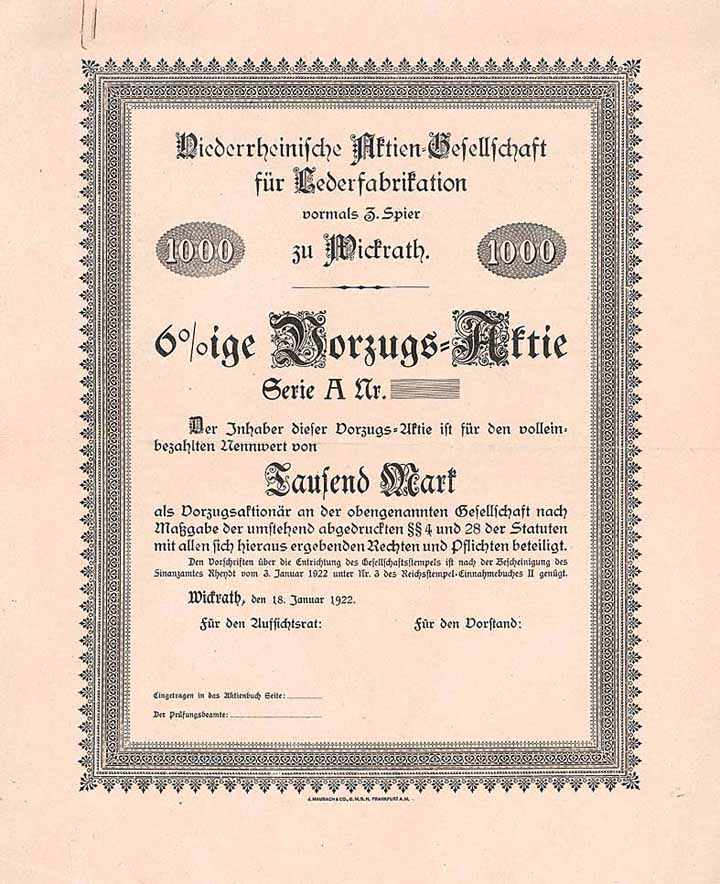 Niederrheinische Aktien-Gesellschaft
für Lederfabrikation
vormals Z. Spier
1000 zu Wickrath. 1000
6%ige Vorzugs-Aktie
Serie A Nr.
Der Inhaber dieser Vorzugs-Aktie ist für den vollein-
bezahlten Nennwert von
Tausend Mark
als Vorzugsaktionär an der obengenannten Gesellschaft nach
Maßgabe der umstehend abgedruckten §§ 4 und 28 der Statuten
mit allen sich hieraus ergebenden Rechten und Pflichten beteiligt.
Den Vorschriften über die Entrichtung des Gesellschaftsstempels ist nach der Bescheinigung des
Finanzamtes Rheydt vom 3. Januar 1922 unter Nr. 3 des Reichsstempel-Einnahmebuches II genügt.
Wickrath, den 18. Januar 1922.
Für den Aufsichtsrat: Für den Vorstand:
Eingetragen in das Aktienbuch Seite:
Der Prüfungsbeamte:
J. MAUBACH & CO., G.M.B.H. FRANKFURT A.M.